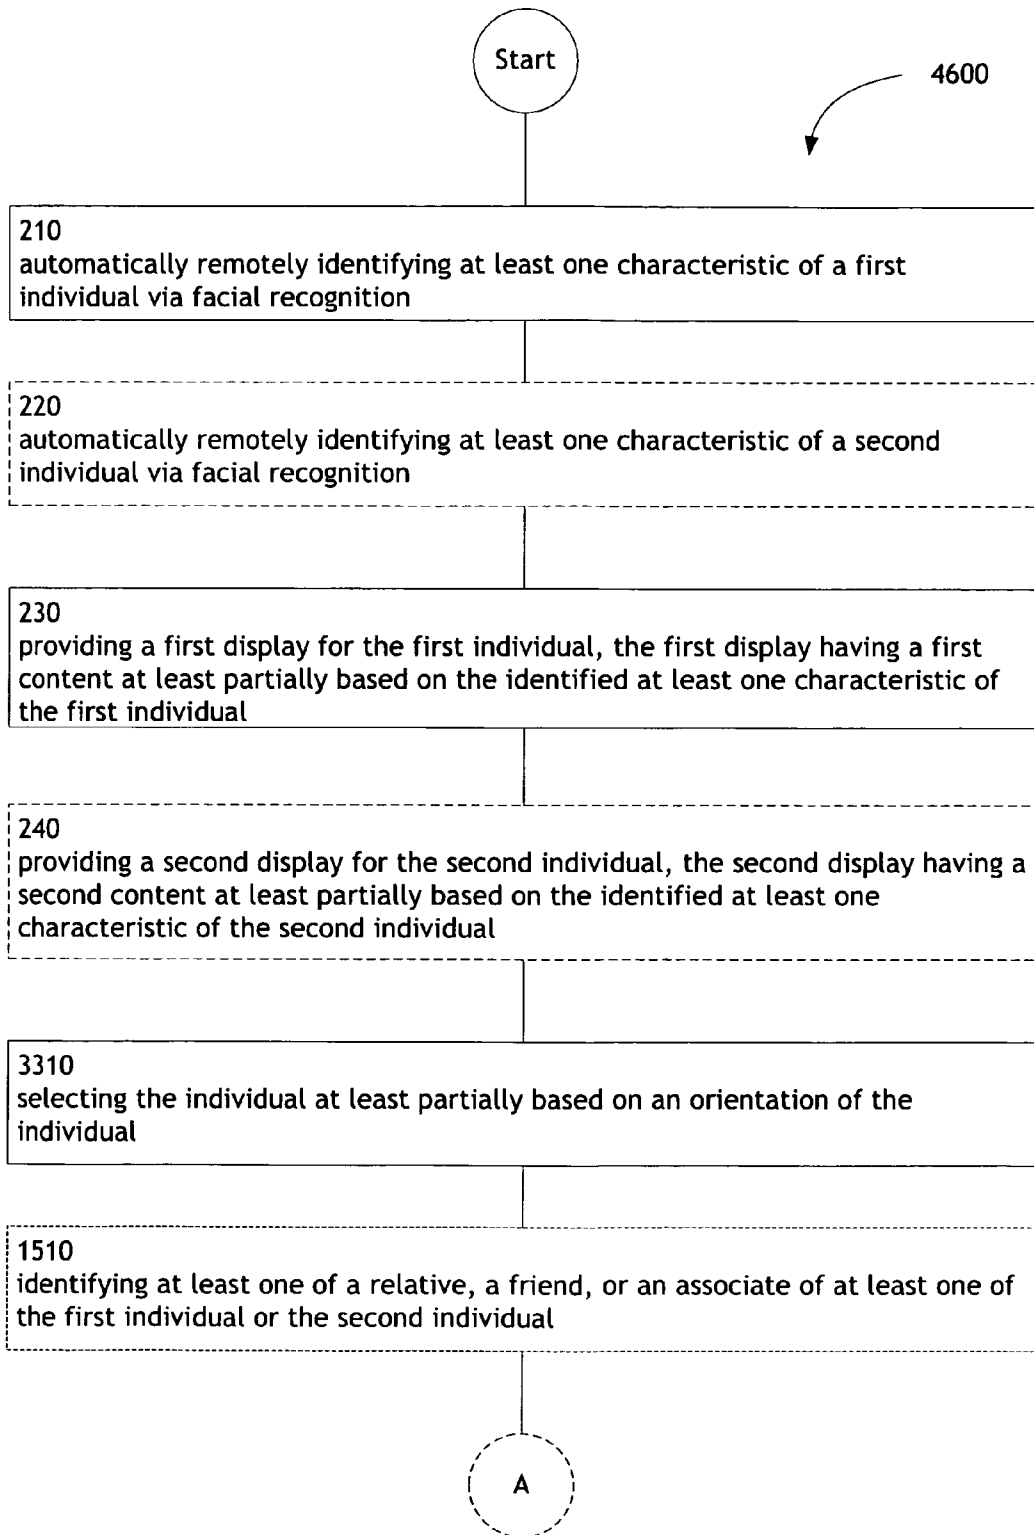 Start
4600
210
automatically remotely identifying at least one characteristic of a first
individual via facial recognition
220
automatically remotely identifying at least one characteristic of a second
individual via facial recognition
230
providing a first display for the first individual, the first display having a first
content at least partially based on the identified at least one characteristic of
the first individual
240
providing a second display for the second individual, the second display having a
second content at least partially based on the identified at least one
characteristic of the second individual
3310
selecting the individual at least partially based on an orientation of the
individual
1510
identifying at least one of a relative, a friend, or an associate of at least one of
the first individual or the second individual
A